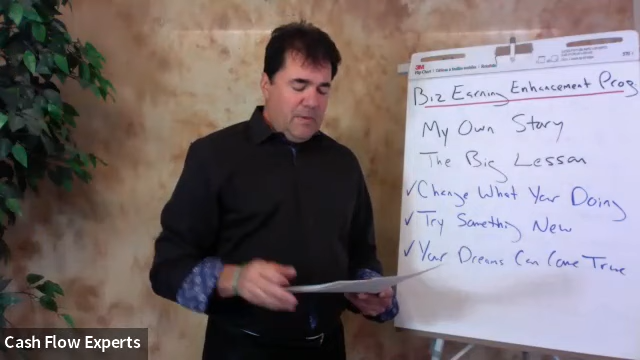 3M
Biz Earning Enhancement Prog
My Own Story
The Big Lesson
✓ Change What Your Doing
✓ Try Something New
✓ Your Dreams Can Come True
Cash Flow Experts